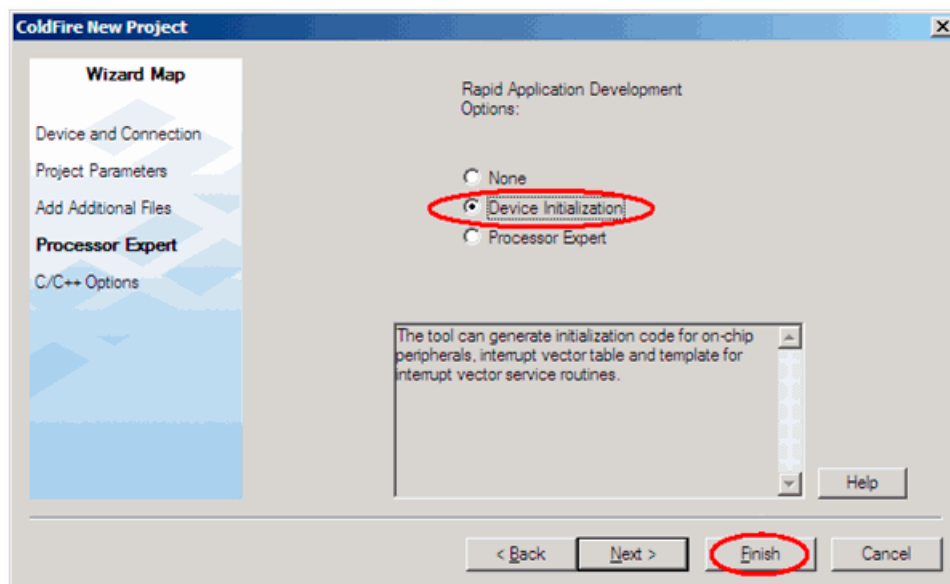 ColdFire New Project
Wizard Map
Device and Connection
Project Parameters
Add Additional Files
Processor Expert
C/C++ Options
Rapid Application Development
Options:
None
Device Initialization
Processor Expert
The tool can generate initialization code for on-chip
peripherals, interrupt vector table and template for
interrupt vector service routines.
Help
< Back
Next >
Finish
Cancel